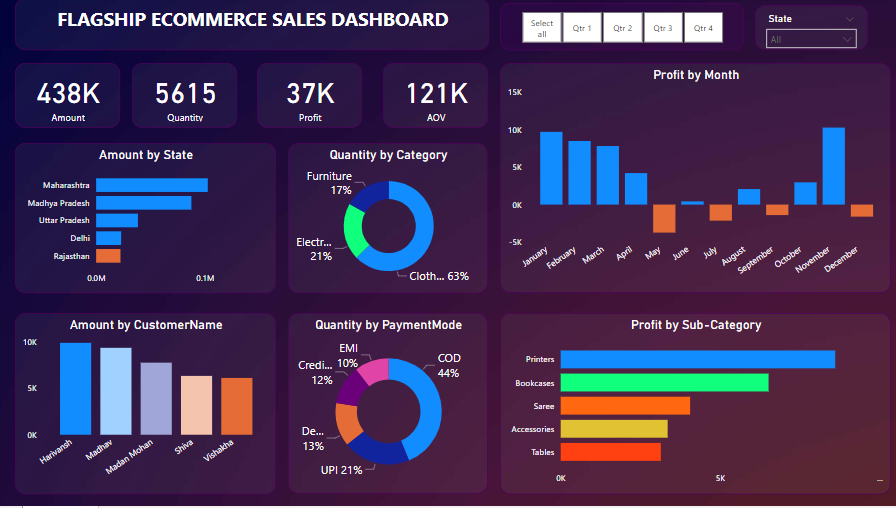 FLAGSHIP ECOMMERCE SALES DASHBOARD
Select
all
Qtr 1
Qtr 2
Qtr 3
Qtr 4
State
All
438K
Amount
5615
Quantity
37K
Profit
121K
AOV
Profit by Month
15K
10K
5K
0K
-5K
January
February
March
April
May
June
July
August
September
October
November
December
Amount by State
Maharashtra
Madhya Pradesh
Uttar Pradesh
Delhi
Rajasthan
0.0M
0.1M
Quantity by Category
Furniture
17%
Electr...
21%
Cloth... 63%
Amount by CustomerName
10K
5K
0K
Harivansh
Madhav
Madan Mohan
Shiva
Vishakha
Quantity by PaymentMode
EMI
10%
Credi...
12%
De...
13%
UPI 21%
COD
44%
Profit by Sub-Category
Printers
Bookcases
Saree
Accessories
Tables
0K
5K